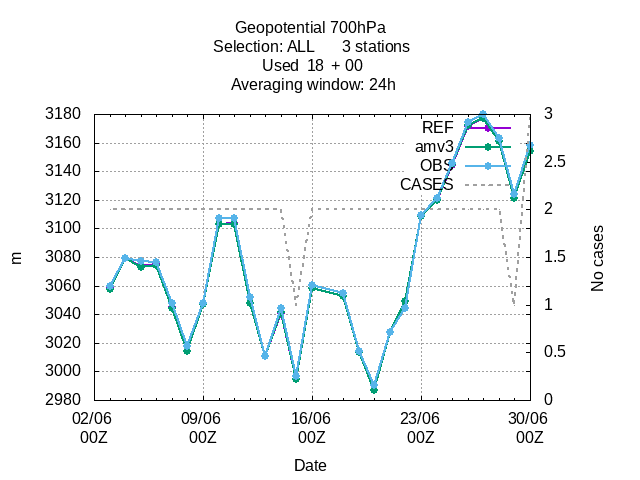 Geopotential 700hPa
Selection: ALL 3 stations
Used 18 + 00
Averaging window: 24h
3180
3160
3140
3120
3100
3080
3060
3040
3020
3000
2980
m
3
2.5
2
1.5
1
0.5
0
No cases
REF
amv3
OBS
CASES
02/06 09/06 16/06 23/06 30/06
00Z 00Z 00Z 00Z 00Z
Date